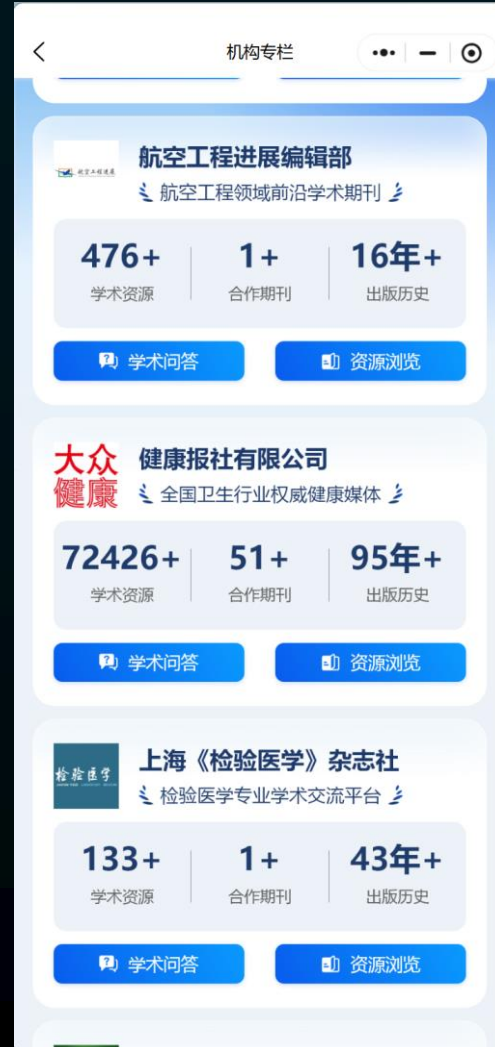 机构专栏
航空工程进展
航空工程进展编辑部
航空工程领域前沿学术期刊
476+ 1+ 16年+
学术资源 合作期刊 出版历史
学术问答 资源浏览
大众
健康
健康报社有限公司
全国卫生行业权威健康媒体
72426+ 51+ 95年+
学术资源 合作期刊 出版历史
学术问答 资源浏览
检验医学
上海《检验医学》杂志社
检验医学专业学术交流平台
133+ 1+ 43年+
学术资源 合作期刊 出版历史
学术问答 资源浏览